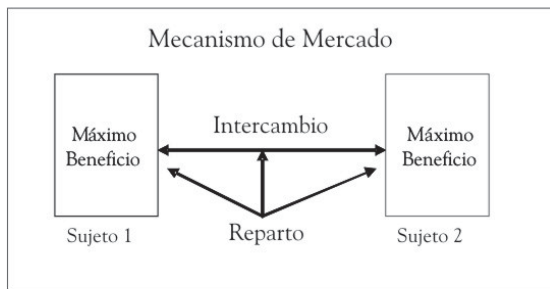 Mecanismo de Mercado
Intercambio
Máximo
Beneficio
Máximo
Beneficio
Sujeto 1
Reparto
Sujeto 2